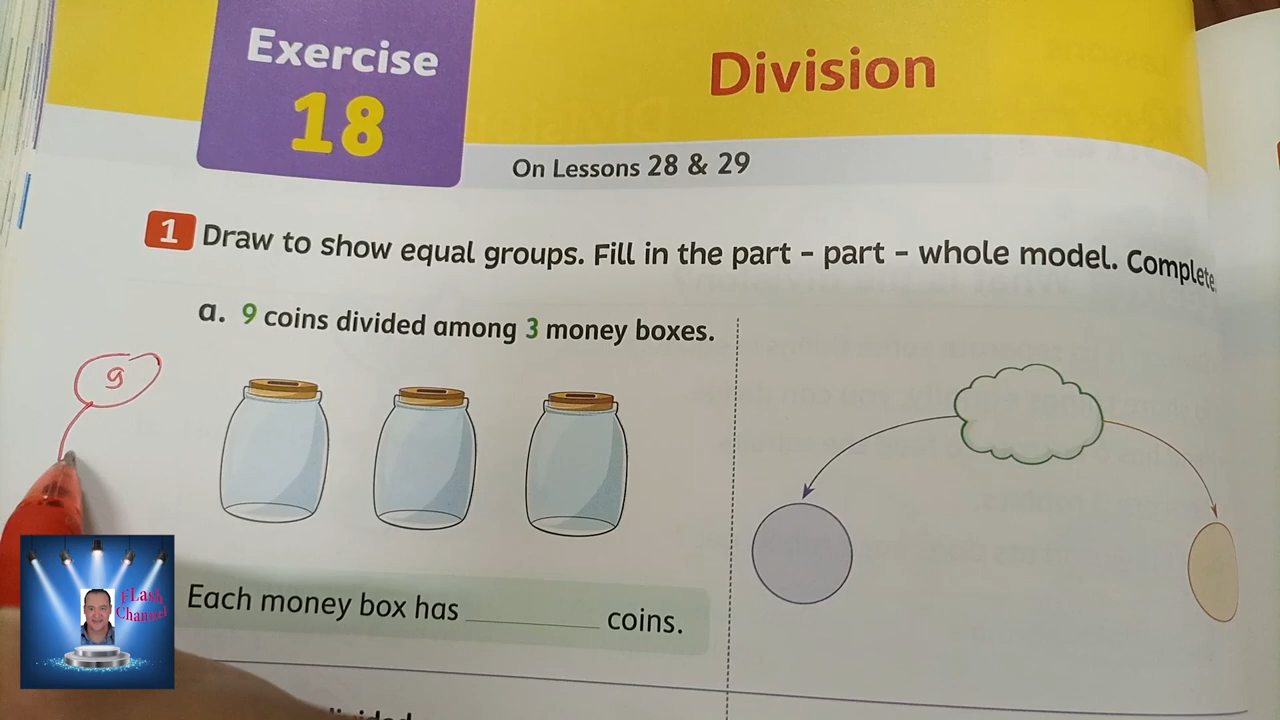 Exercise
18
Division
On Lessons 28 & 29
1 Draw to show equal groups. Fill in the part - part - whole model. Complete
a. 9 coins divided among 3 money boxes.
9
Each money box has ________ coins.
FLash
Channel